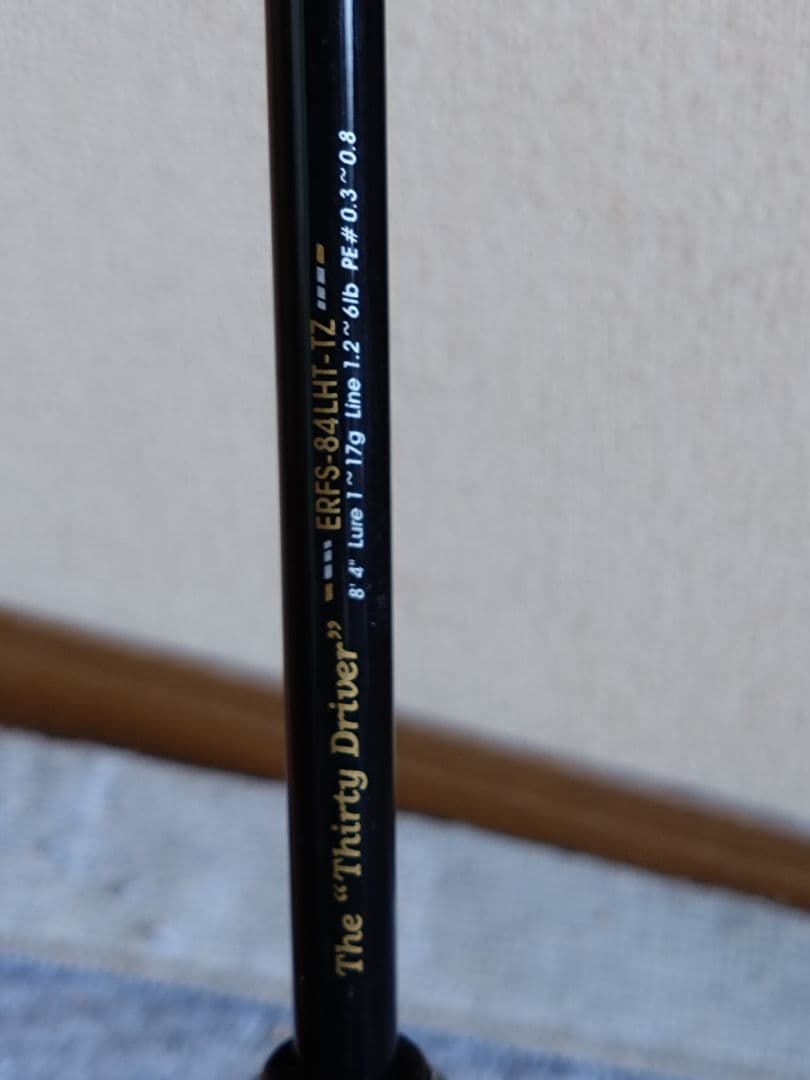 The “Thirty Driver”
ERFS-84LHT-TZ
8' 4" Lure 1~17g Line 1.2~6lb PE#0.3~0.8